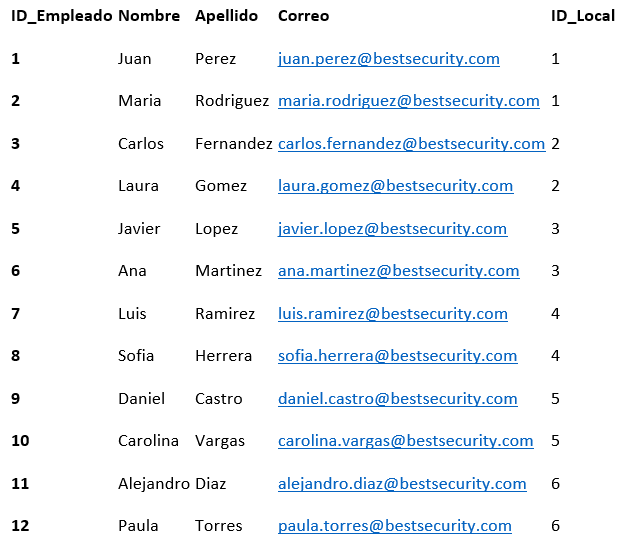 ID_Empleado Nombre Apellido Correo ID_Local
1 Juan Perez juan.perez@bestsecurity.com 1
2 Maria Rodriguez maria.rodriguez@bestsecurity.com 1
3 Carlos Fernandez carlos.fernandez@bestsecurity.com 2
4 Laura Gomez laura.gomez@bestsecurity.com 2
5 Javier Lopez javier.lopez@bestsecurity.com 3
6 Ana Martinez ana.martinez@bestsecurity.com 3
7 Luis Ramirez luis.ramirez@bestsecurity.com 4
8 Sofia Herrera sofia.herrera@bestsecurity.com 4
9 Daniel Castro daniel.castro@bestsecurity.com 5
10 Carolina Vargas carolina.vargas@bestsecurity.com 5
11 Alejandro Diaz alejandro.diaz@bestsecurity.com 6
12 Paula Torres paula.torres@bestsecurity.com 6